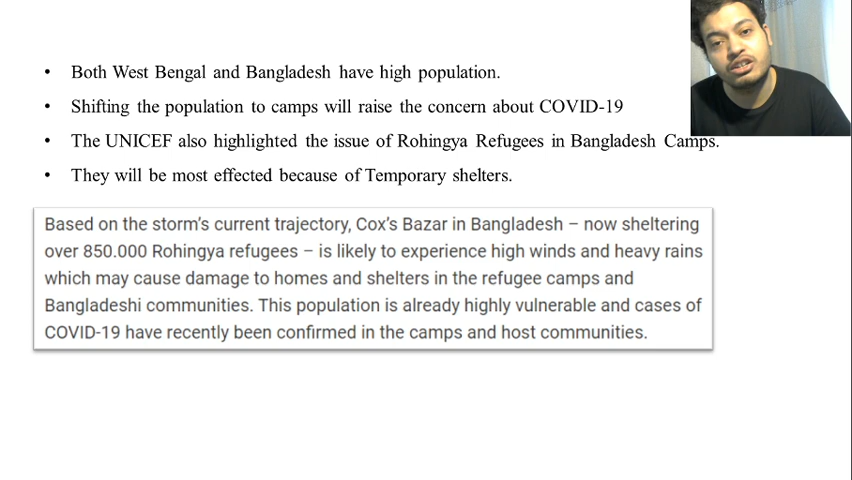 • Both West Bengal and Bangladesh have high population.
• Shifting the population to camps will raise the concern about COVID-19
• The UNICEF also highlighted the issue of Rohingya Refugees in Bangladesh Camps.
• They will be most effected because of Temporary shelters.
Based on the storm's current trajectory, Cox's Bazar in Bangladesh – now sheltering
over 850.000 Rohingya refugees – is likely to experience high winds and heavy rains
which may cause damage to homes and shelters in the refugee camps and
Bangladeshi communities. This population is already highly vulnerable and cases of
COVID-19 have recently been confirmed in the camps and host communities.